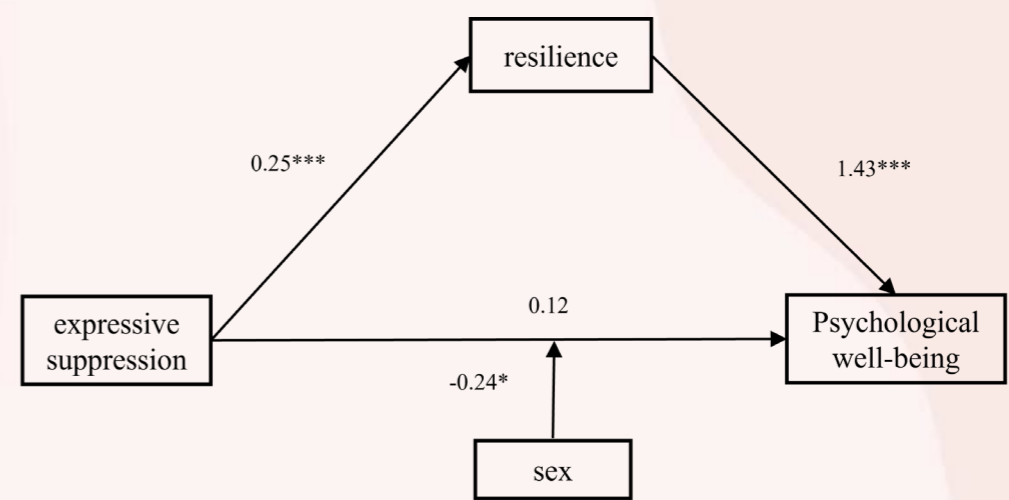 resilience
0.25***
1.43***
expressive
suppression
0.12
Psychological
well-being
-0.24*
sex